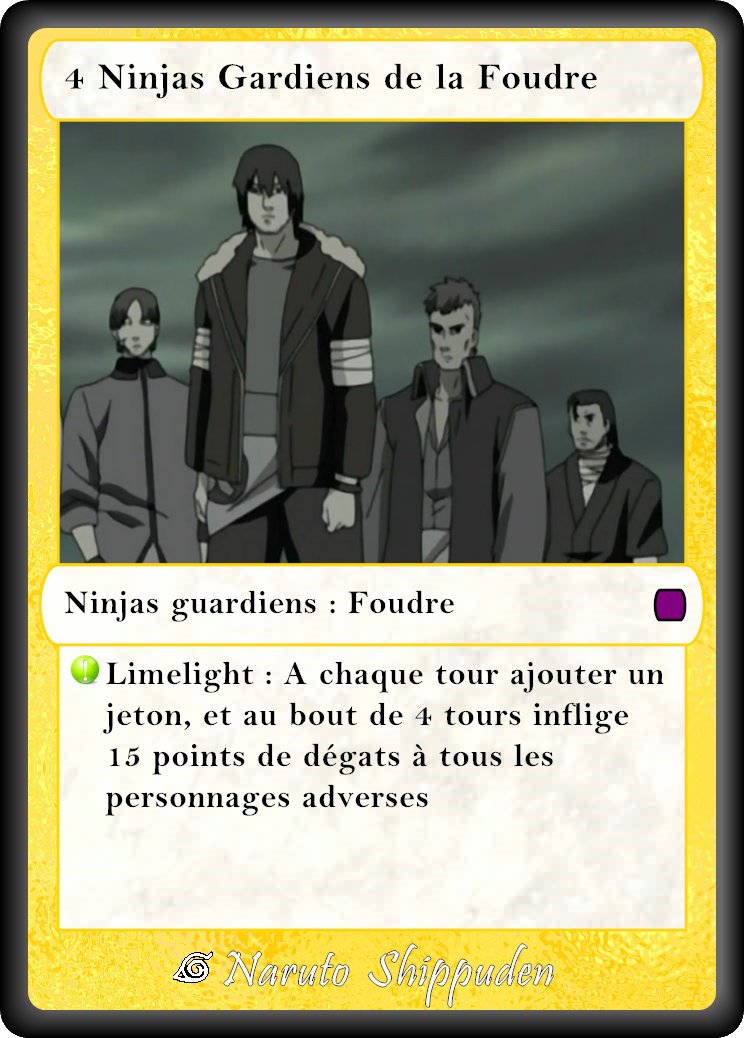 4 Ninjas Gardiens de la Foudre
Ninjas guardiens : Foudre
Limelight : A chaque tour ajouter un
jeton, et au bout de 4 tours inflige
15 points de dégats à tous les
personnages adverses
Naruto Shippuden